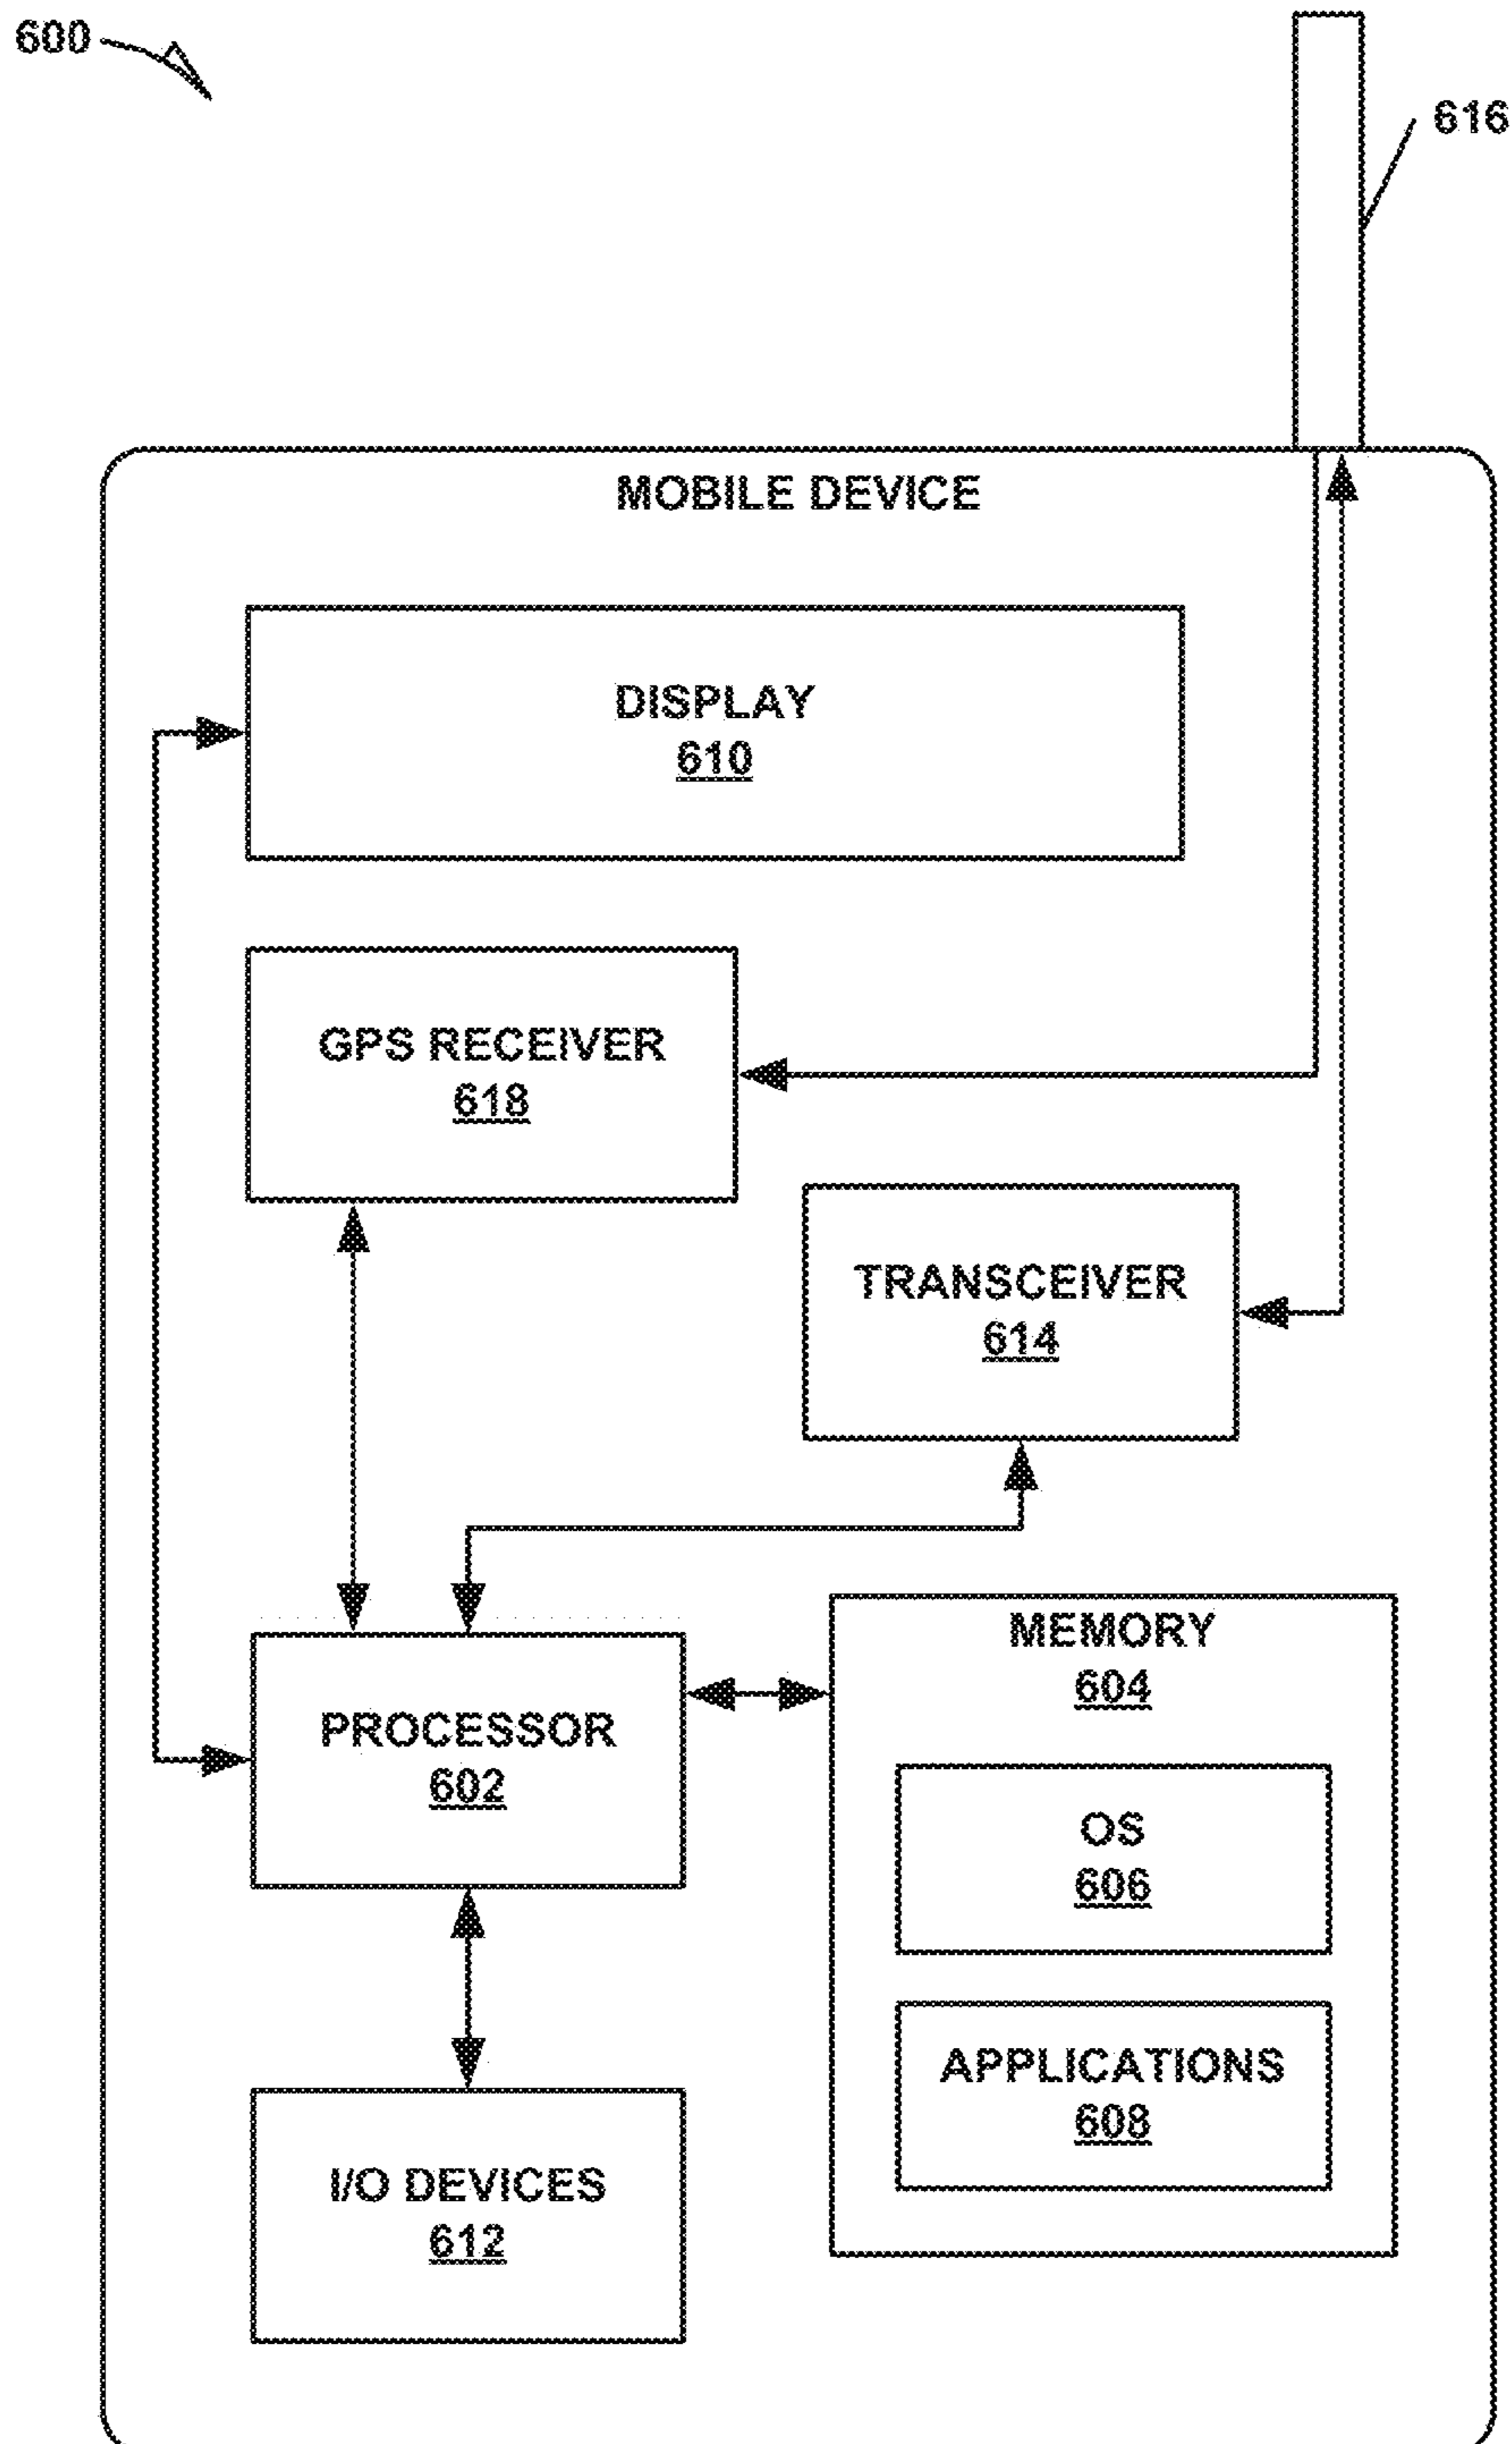 600
616
MOBILE DEVICE
DISPLAY
610
GPS RECEIVER
618
TRANSCEIVER
614
MEMORY
604
PROCESSOR
602
OS
606
APPLICATIONS
608
I/O DEVICES
612